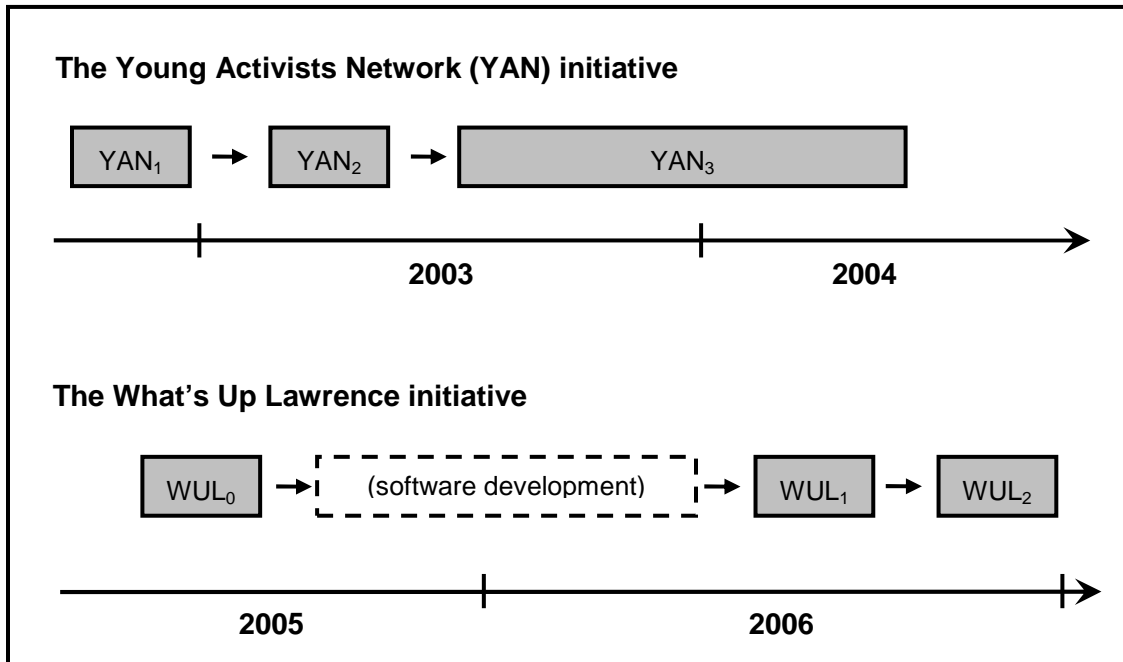 The Young Activists Network (YAN) initiative
YAN₁ YAN₂ YAN₃
2003 2004
The What's Up Lawrence initiative
WUL₀ (software development) WUL₁ WUL₂
2005 2006